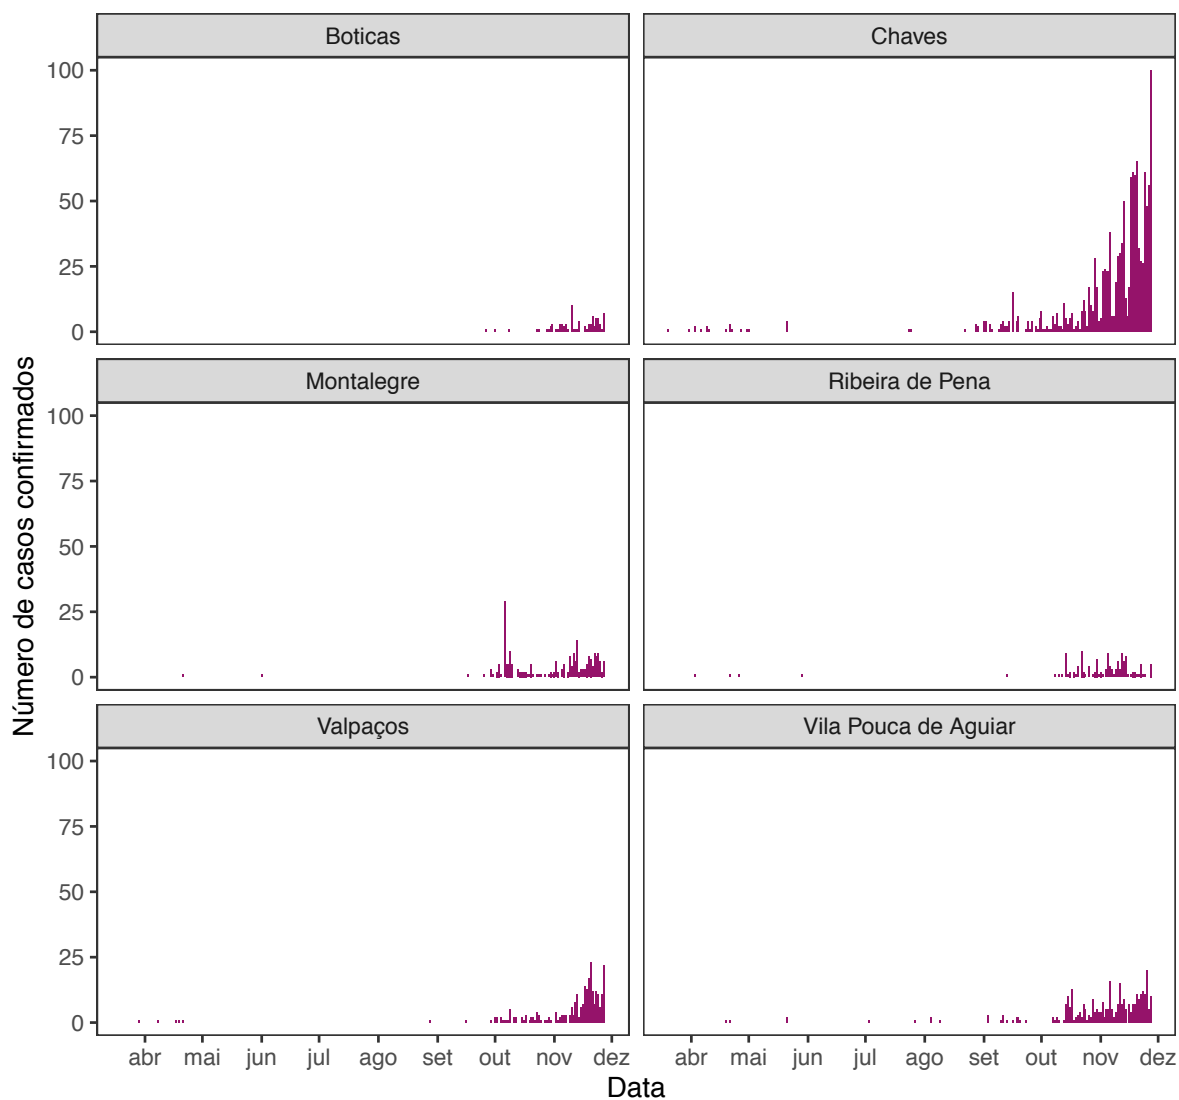 Boticas
Chaves
100
75
50
25
0
Montalegre
Ribeira de Pena
100
75
50
25
0
Número de casos confirmados
Valpaços
Vila Pouca de Aguiar
100
75
50
25
0
abr mai jun jul ago set out nov dez
abr mai jun jul ago set out nov dez
Data